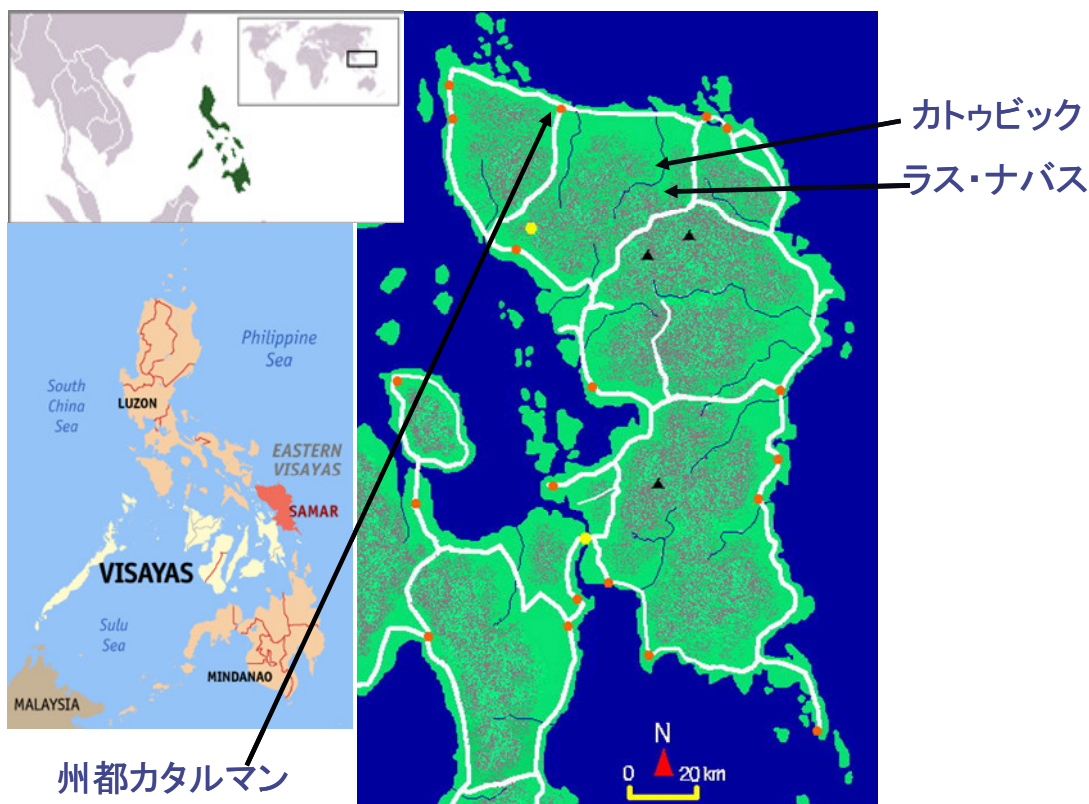 カトゥビック
ラス・ナバス
Philippine
Sea
South
China
Sea
LUZON
EASTERN
VISAYAS
SAMAR
VISAYAS
Sulu
Sea
MINDANAO
MALAYSIA
N
0 20 km
州都カタルマン